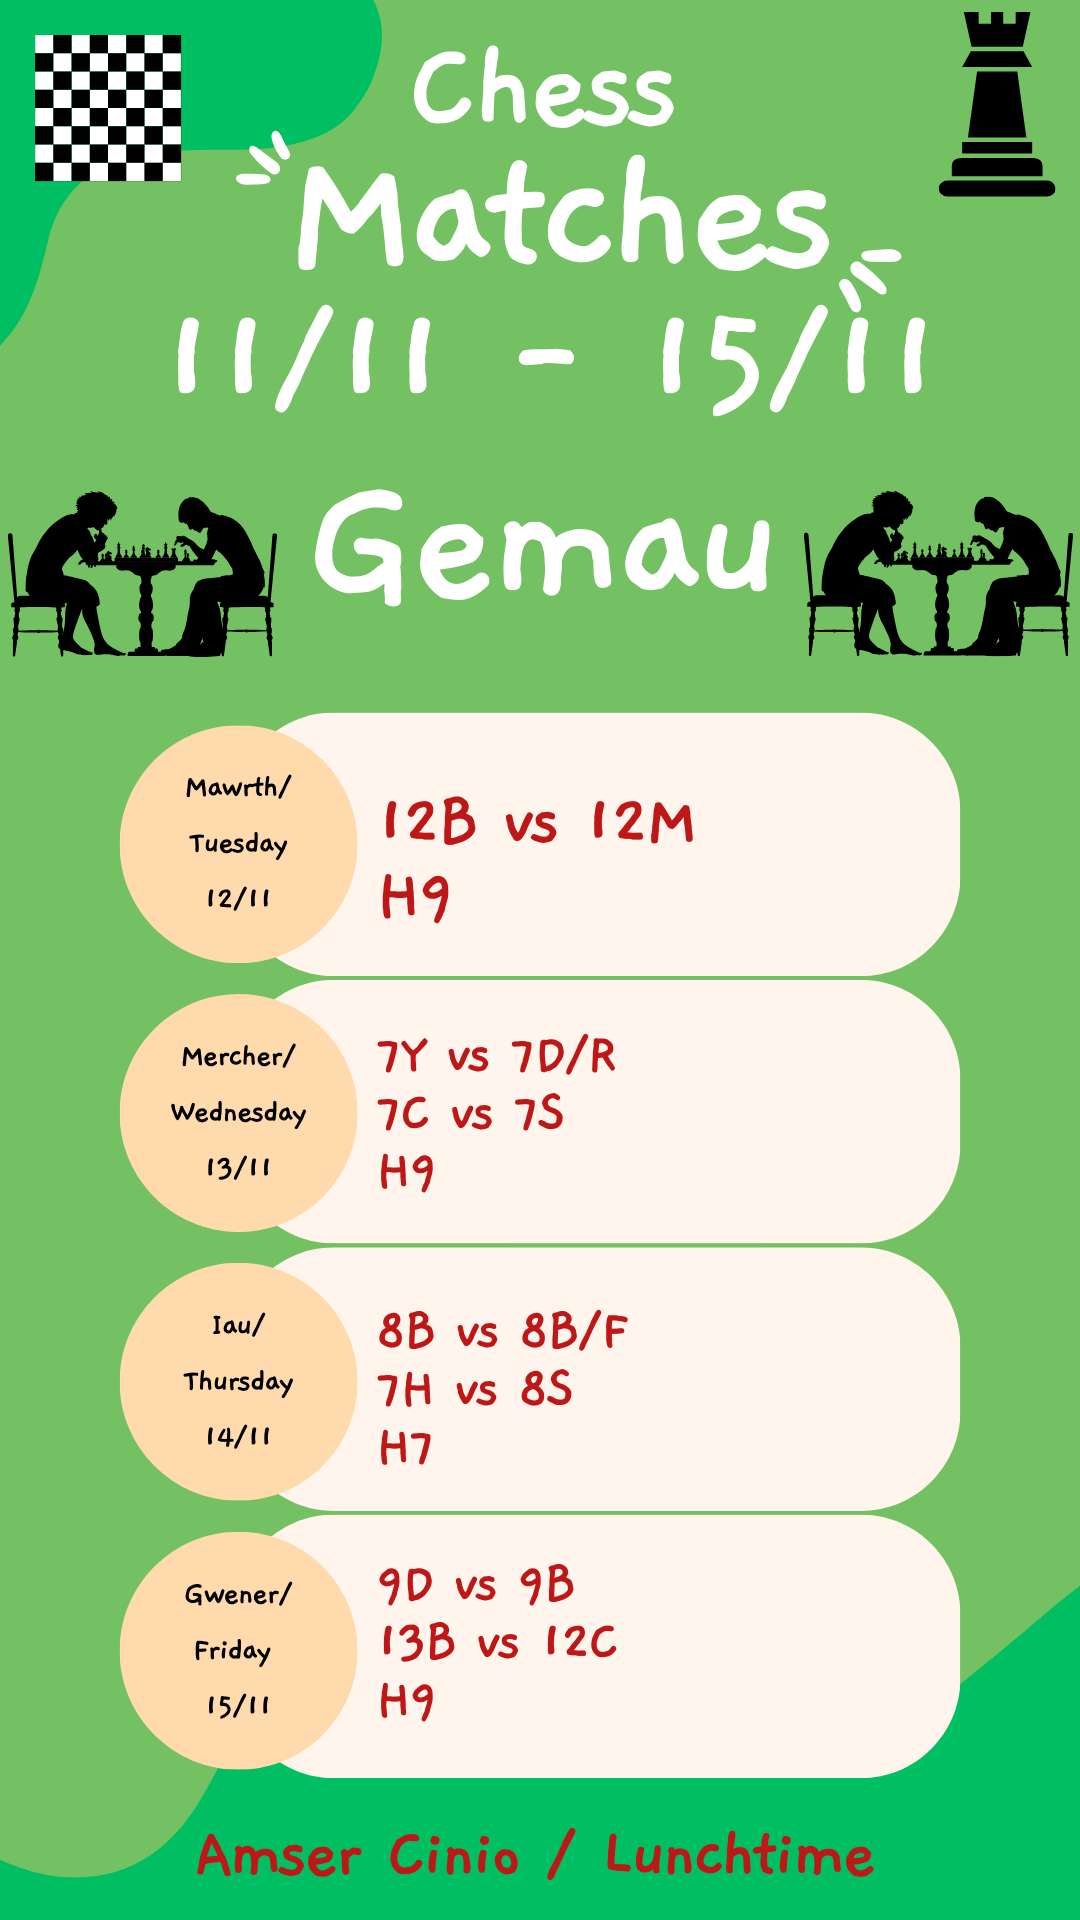 Chess
Matches
11/11 - 15/11
Gemau
Mawrth/
Tuesday
12/11
12B vs 12M
H9
Mercher/
Wednesday
13/11
7Y vs 7D/R
7C vs 7S
H9
Iau/
Thursday
14/11
8B vs 8B/F
7H vs 8S
H7
Gwener/
Friday
15/11
9D vs 9B
13B vs 12C
H9
Amser Cinio / Lunchtime